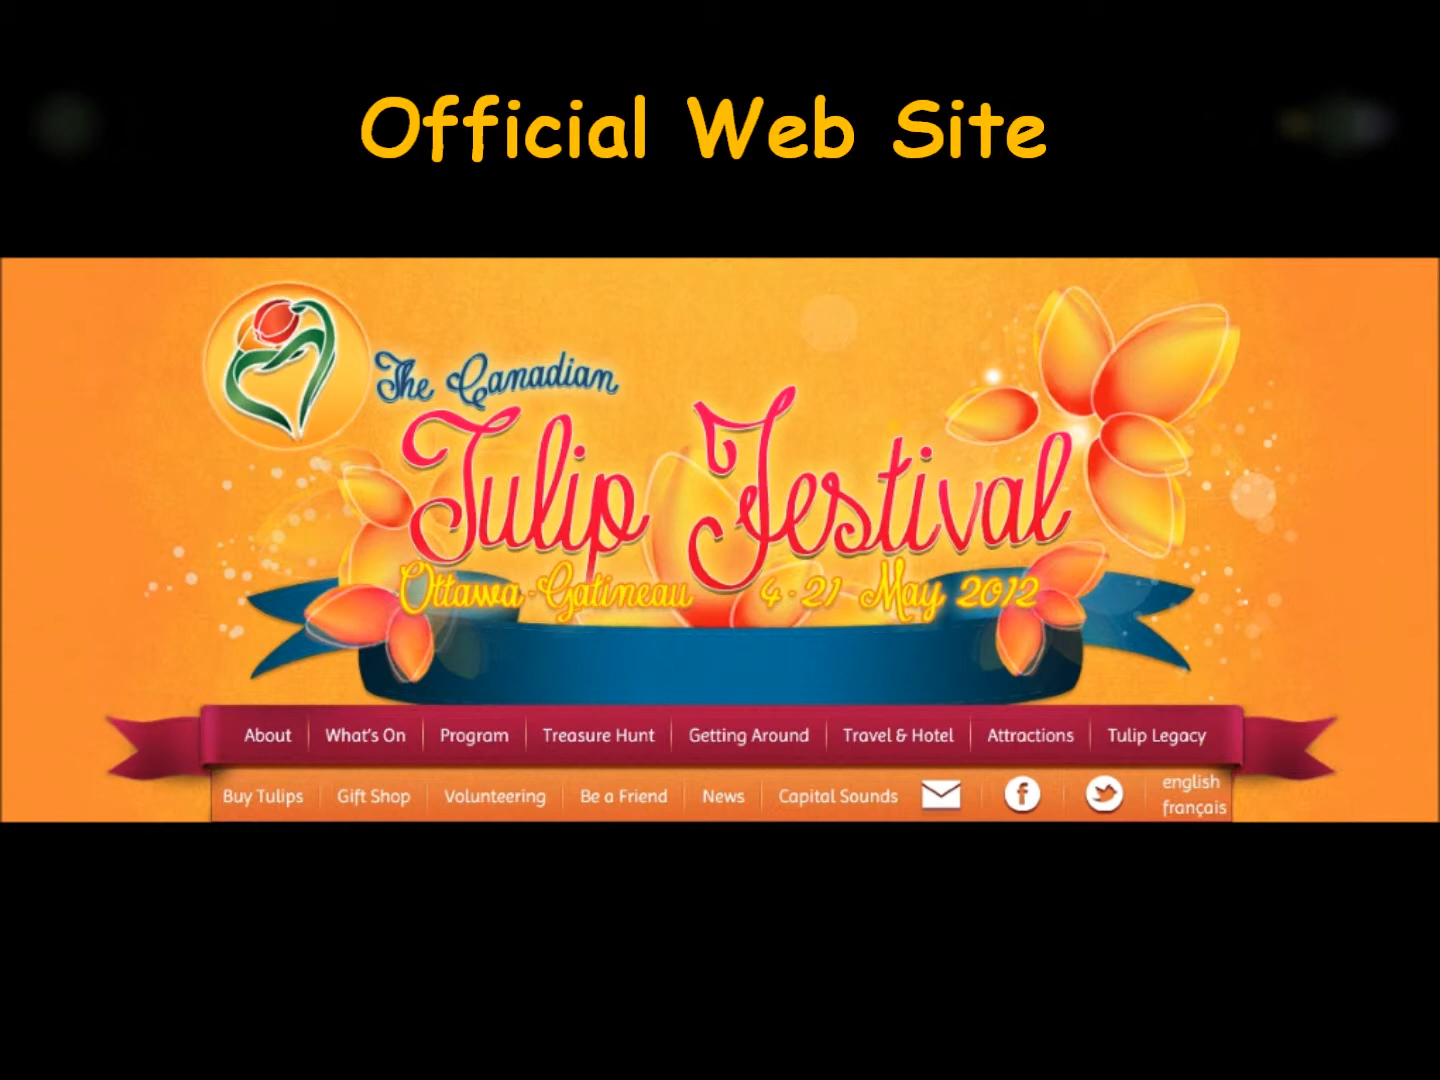 Official Web Site
The Canadian
Tulip Festival
Ottawa-Gatineau 4-21 May 2012
About What's On Program Treasure Hunt Getting Around Travel & Hotel Attractions Tulip Legacy
Buy Tulips Gift Shop Volunteering Be a Friend News Capital Sounds
english
français